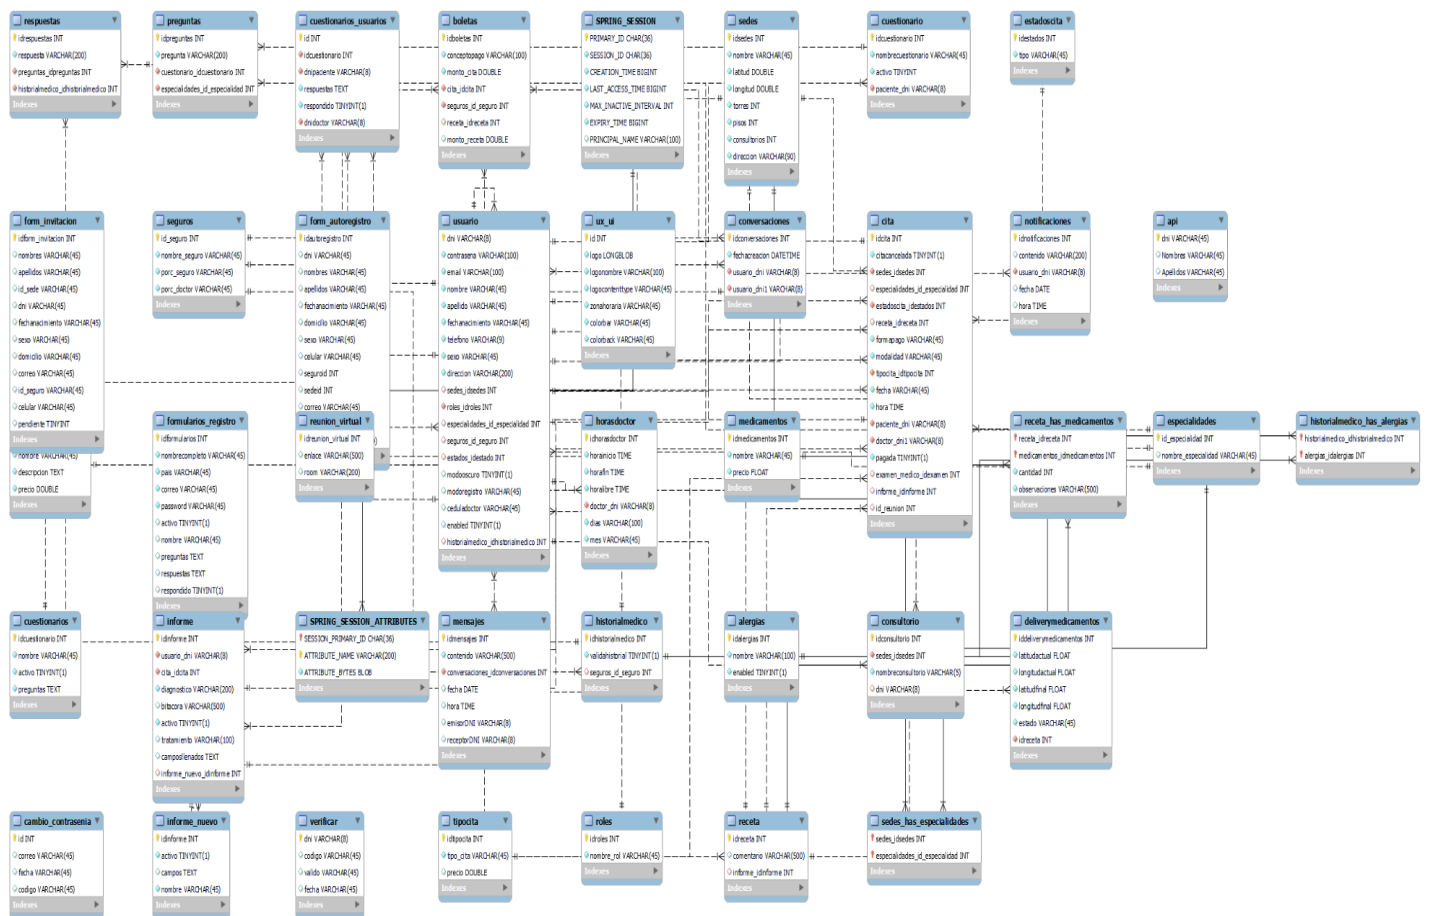 respuestas
idrespuestas INT
respuesta VARCHAR(200)
preguntas_idpreguntas INT
historialmedico_idhistorialmedico INT
Indexes
preguntas
idpreguntas INT
pregunta VARCHAR(200)
cuestionario_idcuestionario INT
especialidades_id_especialidad INT
Indexes
cuestionarios_usuarios
id INT
idcuestionario INT
dnipaciente VARCHAR(8)
respuestas TEXT
respondido TINYINT(1)
dnidoctor VARCHAR(8)
Indexes
boletas
idboletas INT
conceptopago VARCHAR(100)
monto_cita DOUBLE
cita_idcita INT
seguros_id_seguro INT
receta_idreceta INT
monto_receta DOUBLE
Indexes
SPRING_SESSION
PRIMARY_ID CHAR(36)
SESSION_ID CHAR(36)
CREATION_TIME BIGINT
LAST_ACCESS_TIME BIGINT
MAX_INACTIVE_INTERVAL INT
EXPIRY_TIME BIGINT
PRINCIPAL_NAME VARCHAR(100)
Indexes
sedes
idsedes INT
nombre VARCHAR(45)
latitud DOUBLE
longitud DOUBLE
torres INT
pisos INT
consultorios INT
direccion VARCHAR(90)
Indexes
cuestionario
idcuestionario INT
nombrecuestionario VARCHAR(45)
activo TINYINT
paciente_dni VARCHAR(8)
Indexes
estadoscita
idestados INT
tipo VARCHAR(45)
Indexes
form_invitacion
idform_invitacion INT
nombres VARCHAR(45)
apellidos VARCHAR(45)
id_sede VARCHAR(45)
dni VARCHAR(45)
fechanacimiento VARCHAR(45)
sexo VARCHAR(45)
domicilio VARCHAR(45)
correo VARCHAR(45)
id_seguro VARCHAR(45)
celular VARCHAR(45)
pendiente TINYINT
Indexes
nombre VARCHAR(45)
descripcion TEXT
precio DOUBLE
Indexes
seguros
id_seguro INT
nombre_seguro VARCHAR(45)
porc_seguro VARCHAR(45)
porc_doctor VARCHAR(45)
Indexes
form_autoregistro
idautoregistro INT
dni VARCHAR(45)
nombres VARCHAR(45)
apellidos VARCHAR(45)
fechanacimiento VARCHAR(45)
domicilio VARCHAR(45)
sexo VARCHAR(45)
celular VARCHAR(45)
seguroid INT
sedeid INT
correo VARCHAR(45)
usuario
dni VARCHAR(8)
contrasena VARCHAR(100)
email VARCHAR(100)
nombre VARCHAR(45)
apellido VARCHAR(45)
fechanacimiento VARCHAR(45)
telefono VARCHAR(9)
sexo VARCHAR(45)
direccion VARCHAR(200)
sedes_idsedes INT
roles_idroles INT
especialidades_id_especialidad INT
seguros_id_seguro INT
estados_idestado INT
modooscuro TINYINT(1)
modoregistro VARCHAR(45)
ceduladoctor VARCHAR(45)
enabled TINYINT(1)
historialmedico_idhistorialmedico INT
Indexes
ux_ui
id INT
logo LONGBLOB
logonombre VARCHAR(100)
logocontenttype VARCHAR(45)
zonahoraria VARCHAR(45)
colorbar VARCHAR(45)
colorback VARCHAR(45)
Indexes
conversaciones
idconversaciones INT
fechacreacion DATETIME
usuario_dni VARCHAR(8)
usuario_dni1 VARCHAR(8)
Indexes
cita
idcita INT
citacancelada TINYINT(1)
sedes_idsedes INT
especialidades_id_especialidad INT
estadoscita_idestados INT
receta_idreceta INT
formapago VARCHAR(45)
modalidad VARCHAR(45)
tipocita_idtipocita INT
fecha VARCHAR(45)
hora TIME
paciente_dni VARCHAR(8)
doctor_dni1 VARCHAR(8)
pagada TINYINT(1)
examen_medico_idexamen INT
informe_idinforme INT
id_reunion INT
Indexes
notificaciones
idnotificaciones INT
contenido VARCHAR(200)
usuario_dni VARCHAR(8)
fecha DATE
hora TIME
Indexes
api
dni VARCHAR(45)
Nombres VARCHAR(45)
Apellidos VARCHAR(45)
Indexes
formularios_registro
idformularios INT
nombrecompleto VARCHAR(45)
pais VARCHAR(45)
correo VARCHAR(45)
password VARCHAR(45)
activo TINYINT(1)
nombre VARCHAR(45)
preguntas TEXT
respuestas TEXT
respondido TINYINT(1)
Indexes
reunion_virtual
idreunion_virtual INT
enlace VARCHAR(500)
room VARCHAR(200)
Indexes
horasdoctor
idhorasdoctor INT
horainicio TIME
horafin TIME
horalibre TIME
doctor_dni VARCHAR(8)
dias VARCHAR(100)
mes VARCHAR(45)
Indexes
medicamentos
idmedicamentos INT
nombre VARCHAR(45)
precio FLOAT
Indexes
receta_has_medicamentos
receta_idreceta INT
medicamentos_idmedicamentos INT
cantidad INT
observaciones VARCHAR(500)
Indexes
especialidades
id_especialidad INT
nombre_especialidad VARCHAR(45)
Indexes
historialmedico_has_alergias
historialmedico_idhistorialmedico INT
alergias_idalergias INT
Indexes
cuestionarios
idcuestionario INT
nombre VARCHAR(45)
activo TINYINT(1)
preguntas TEXT
Indexes
informe
idinforme INT
usuario_dni VARCHAR(8)
cita_idcita INT
diagnostico VARCHAR(200)
bitacora VARCHAR(500)
activo TINYINT(1)
tratamiento VARCHAR(100)
camposllenados TEXT
informe_nuevo_idinforme INT
Indexes
SPRING_SESSION_ATTRIBUTES
SESSION_PRIMARY_ID CHAR(36)
ATTRIBUTE_NAME VARCHAR(200)
ATTRIBUTE_BYTES BLOB
Indexes
mensajes
idmensajes INT
contenido VARCHAR(500)
conversaciones_idconversaciones INT
fecha DATE
hora TIME
emisorDNI VARCHAR(8)
receptorDNI VARCHAR(8)
Indexes
historialmedico
idhistorialmedico INT
validahistorial TINYINT(1)
seguros_id_seguro INT
Indexes
alergias
idalergias INT
nombre VARCHAR(100)
enabled TINYINT(1)
Indexes
consultorio
idconsultorio INT
sedes_idsedes INT
nombreconsultorio VARCHAR(5)
dni VARCHAR(8)
Indexes
deliverymedicamentos
iddeliverymedicamentos INT
latitudactual FLOAT
longitudactual FLOAT
latitudfinal FLOAT
longitudfinal FLOAT
estado VARCHAR(45)
idreceta INT
Indexes
cambio_contrasenia
id INT
correo VARCHAR(45)
fecha VARCHAR(45)
codigo VARCHAR(45)
Indexes
informe_nuevo
idinforme INT
activo TINYINT(1)
campos TEXT
nombre VARCHAR(45)
Indexes
verificar
dni VARCHAR(8)
codigo VARCHAR(45)
valido VARCHAR(45)
fecha VARCHAR(45)
Indexes
tipocita
idtipocita INT
tipo_cita VARCHAR(45)
precio DOUBLE
Indexes
roles
idroles INT
nombre_rol VARCHAR(45)
Indexes
receta
idreceta INT
comentario VARCHAR(500)
informe_idinforme INT
Indexes
sedes_has_especialidades
sedes_idsedes INT
especialidades_id_especialidad INT
Indexes